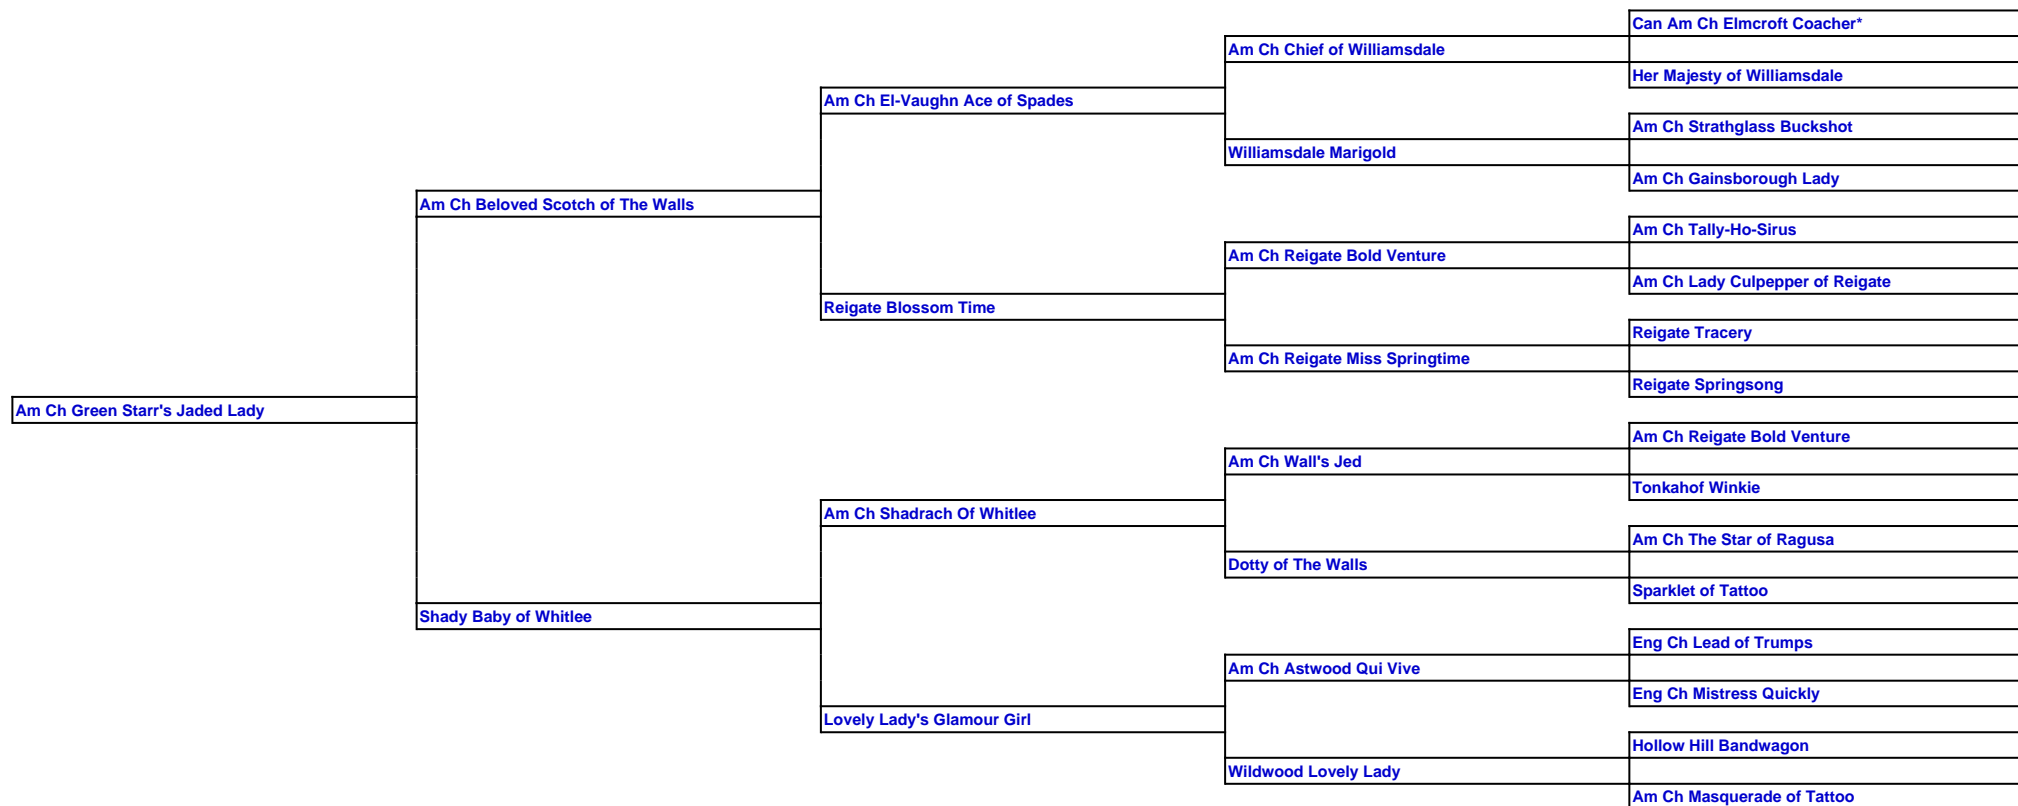 Can Am Ch Elmcroft Coacher*
Am Ch Chief of Williamsdale
Her Majesty of Williamsdale
Am Ch El-Vaughn Ace of Spades
Am Ch Strathglass Buckshot
Williamsdale Marigold
Am Ch Gainsborough Lady
Am Ch Beloved Scotch of The Walls
Am Ch Tally-Ho-Sirus
Am Ch Reigate Bold Venture
Am Ch Lady Culpepper of Reigate
Reigate Blossom Time
Reigate Tracery
Am Ch Reigate Miss Springtime
Reigate Springsong
Am Ch Green Starr's Jaded Lady
Am Ch Reigate Bold Venture
Am Ch Wall's Jed
Tonkahof Winkie
Am Ch Shadrach Of Whitlee
Am Ch The Star of Ragusa
Dotty of The Walls
Sparklet of Tattoo
Shady Baby of Whitlee
Eng Ch Lead of Trumps
Am Ch Astwood Qui Vive
Eng Ch Mistress Quickly
Lovely Lady's Glamour Girl
Hollow Hill Bandwagon
Wildwood Lovely Lady
Am Ch Masquerade of Tattoo